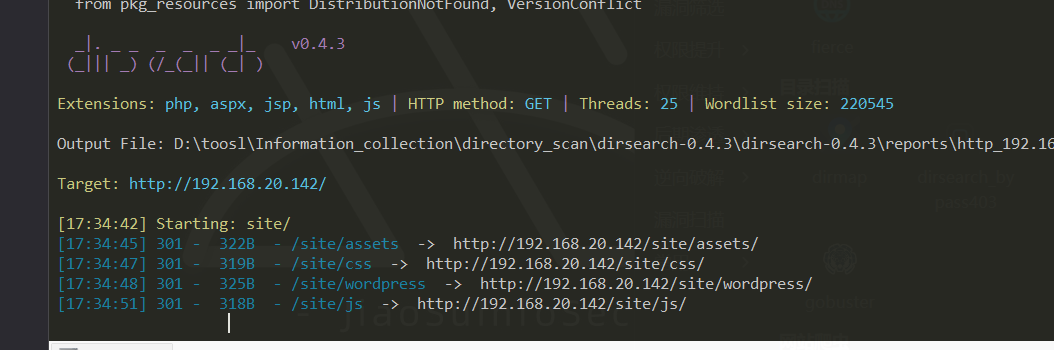 from pkg_resources import DistributionNotFound, VersionConflict
_|. _ _  _  _  _ _|_    v0.4.3
(_||| _) (/_(_|| (_| )
Extensions: php, aspx, jsp, html, js | HTTP method: GET | Threads: 25 | Wordlist size: 220545
Output File: D:\toosl\Information_collection\directory_scan\dirsearch-0.4.3\dirsearch-0.4.3\reports\http_192.16
Target: http://192.168.20.142/
[17:34:42] Starting: site/
[17:34:45] 301 -  322B  - /site/assets  ->  http://192.168.20.142/site/assets/
[17:34:47] 301 -  319B  - /site/css  ->  http://192.168.20.142/site/css/
[17:34:48] 301 -  325B  - /site/wordpress  ->  http://192.168.20.142/site/wordpress/
[17:34:51] 301 -  318B  - /site/js  ->  http://192.168.20.142/site/js/